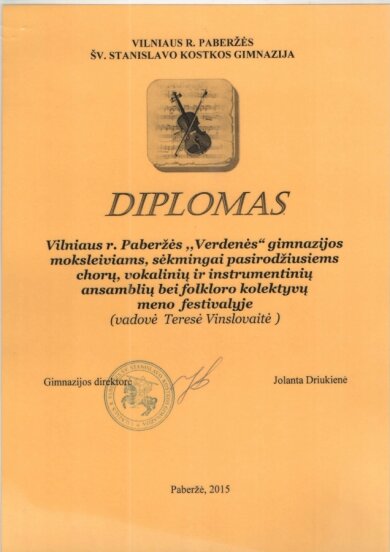 VILNIAUS R. PABERŽĖS
ŠV. STANISLAVO KOSTKOS GIMNAZIJA
DIPLOMAS
Vilniaus r. Paberžės ,,Verdenės“ gimnazijos
moksleiviams, sėkmingai pasirodžiusiems
chorų, vokalinių ir instrumentinių
ansamblių bei folkloro kolektyvų
meno festivalyje
(vadovė Teresė Vinslovaitė )
Gimnazijos direktorė
Jolanta Driukienė
Paberžė, 2015